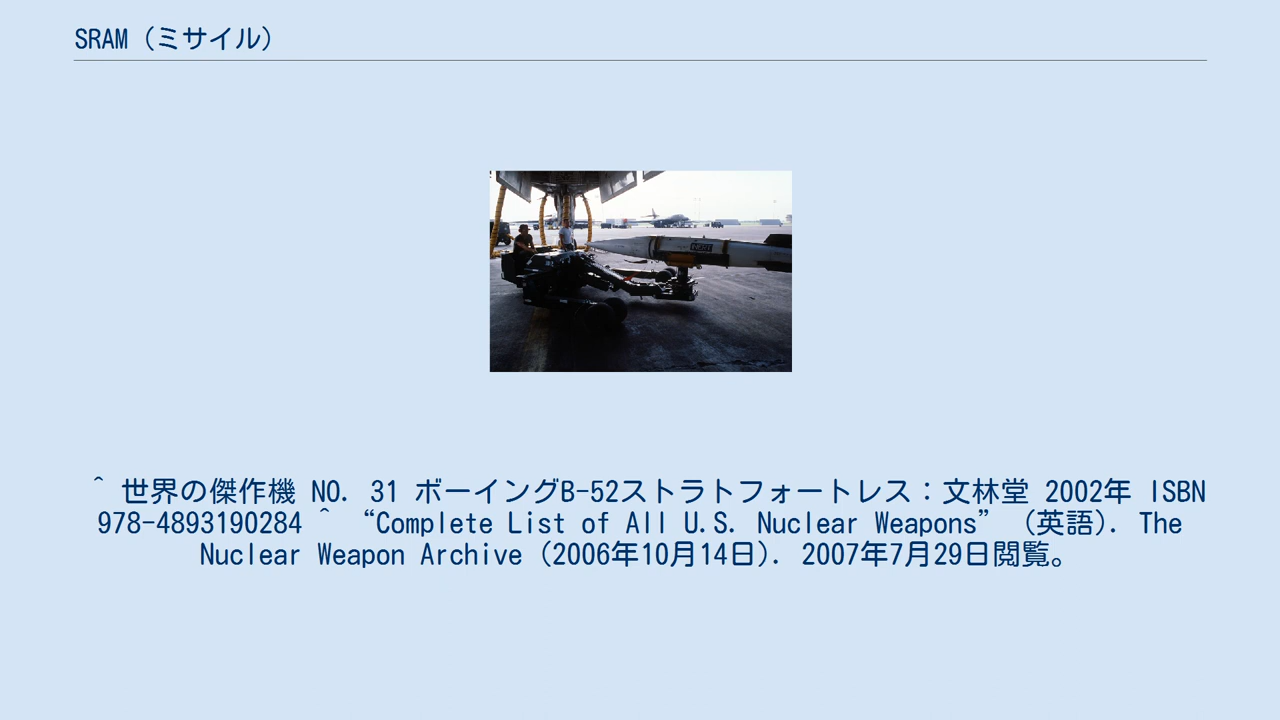 SRAM（ミサイル）
^ 世界の傑作機 NO. 31 ボーイングB-52ストラトフォートレス：文林堂 2002年 ISBN
978-4893190284 ^ “Complete List of All U.S. Nuclear Weapons” （英語）. The
Nuclear Weapon Archive（2006年10月14日）. 2007年7月29日閲覧。